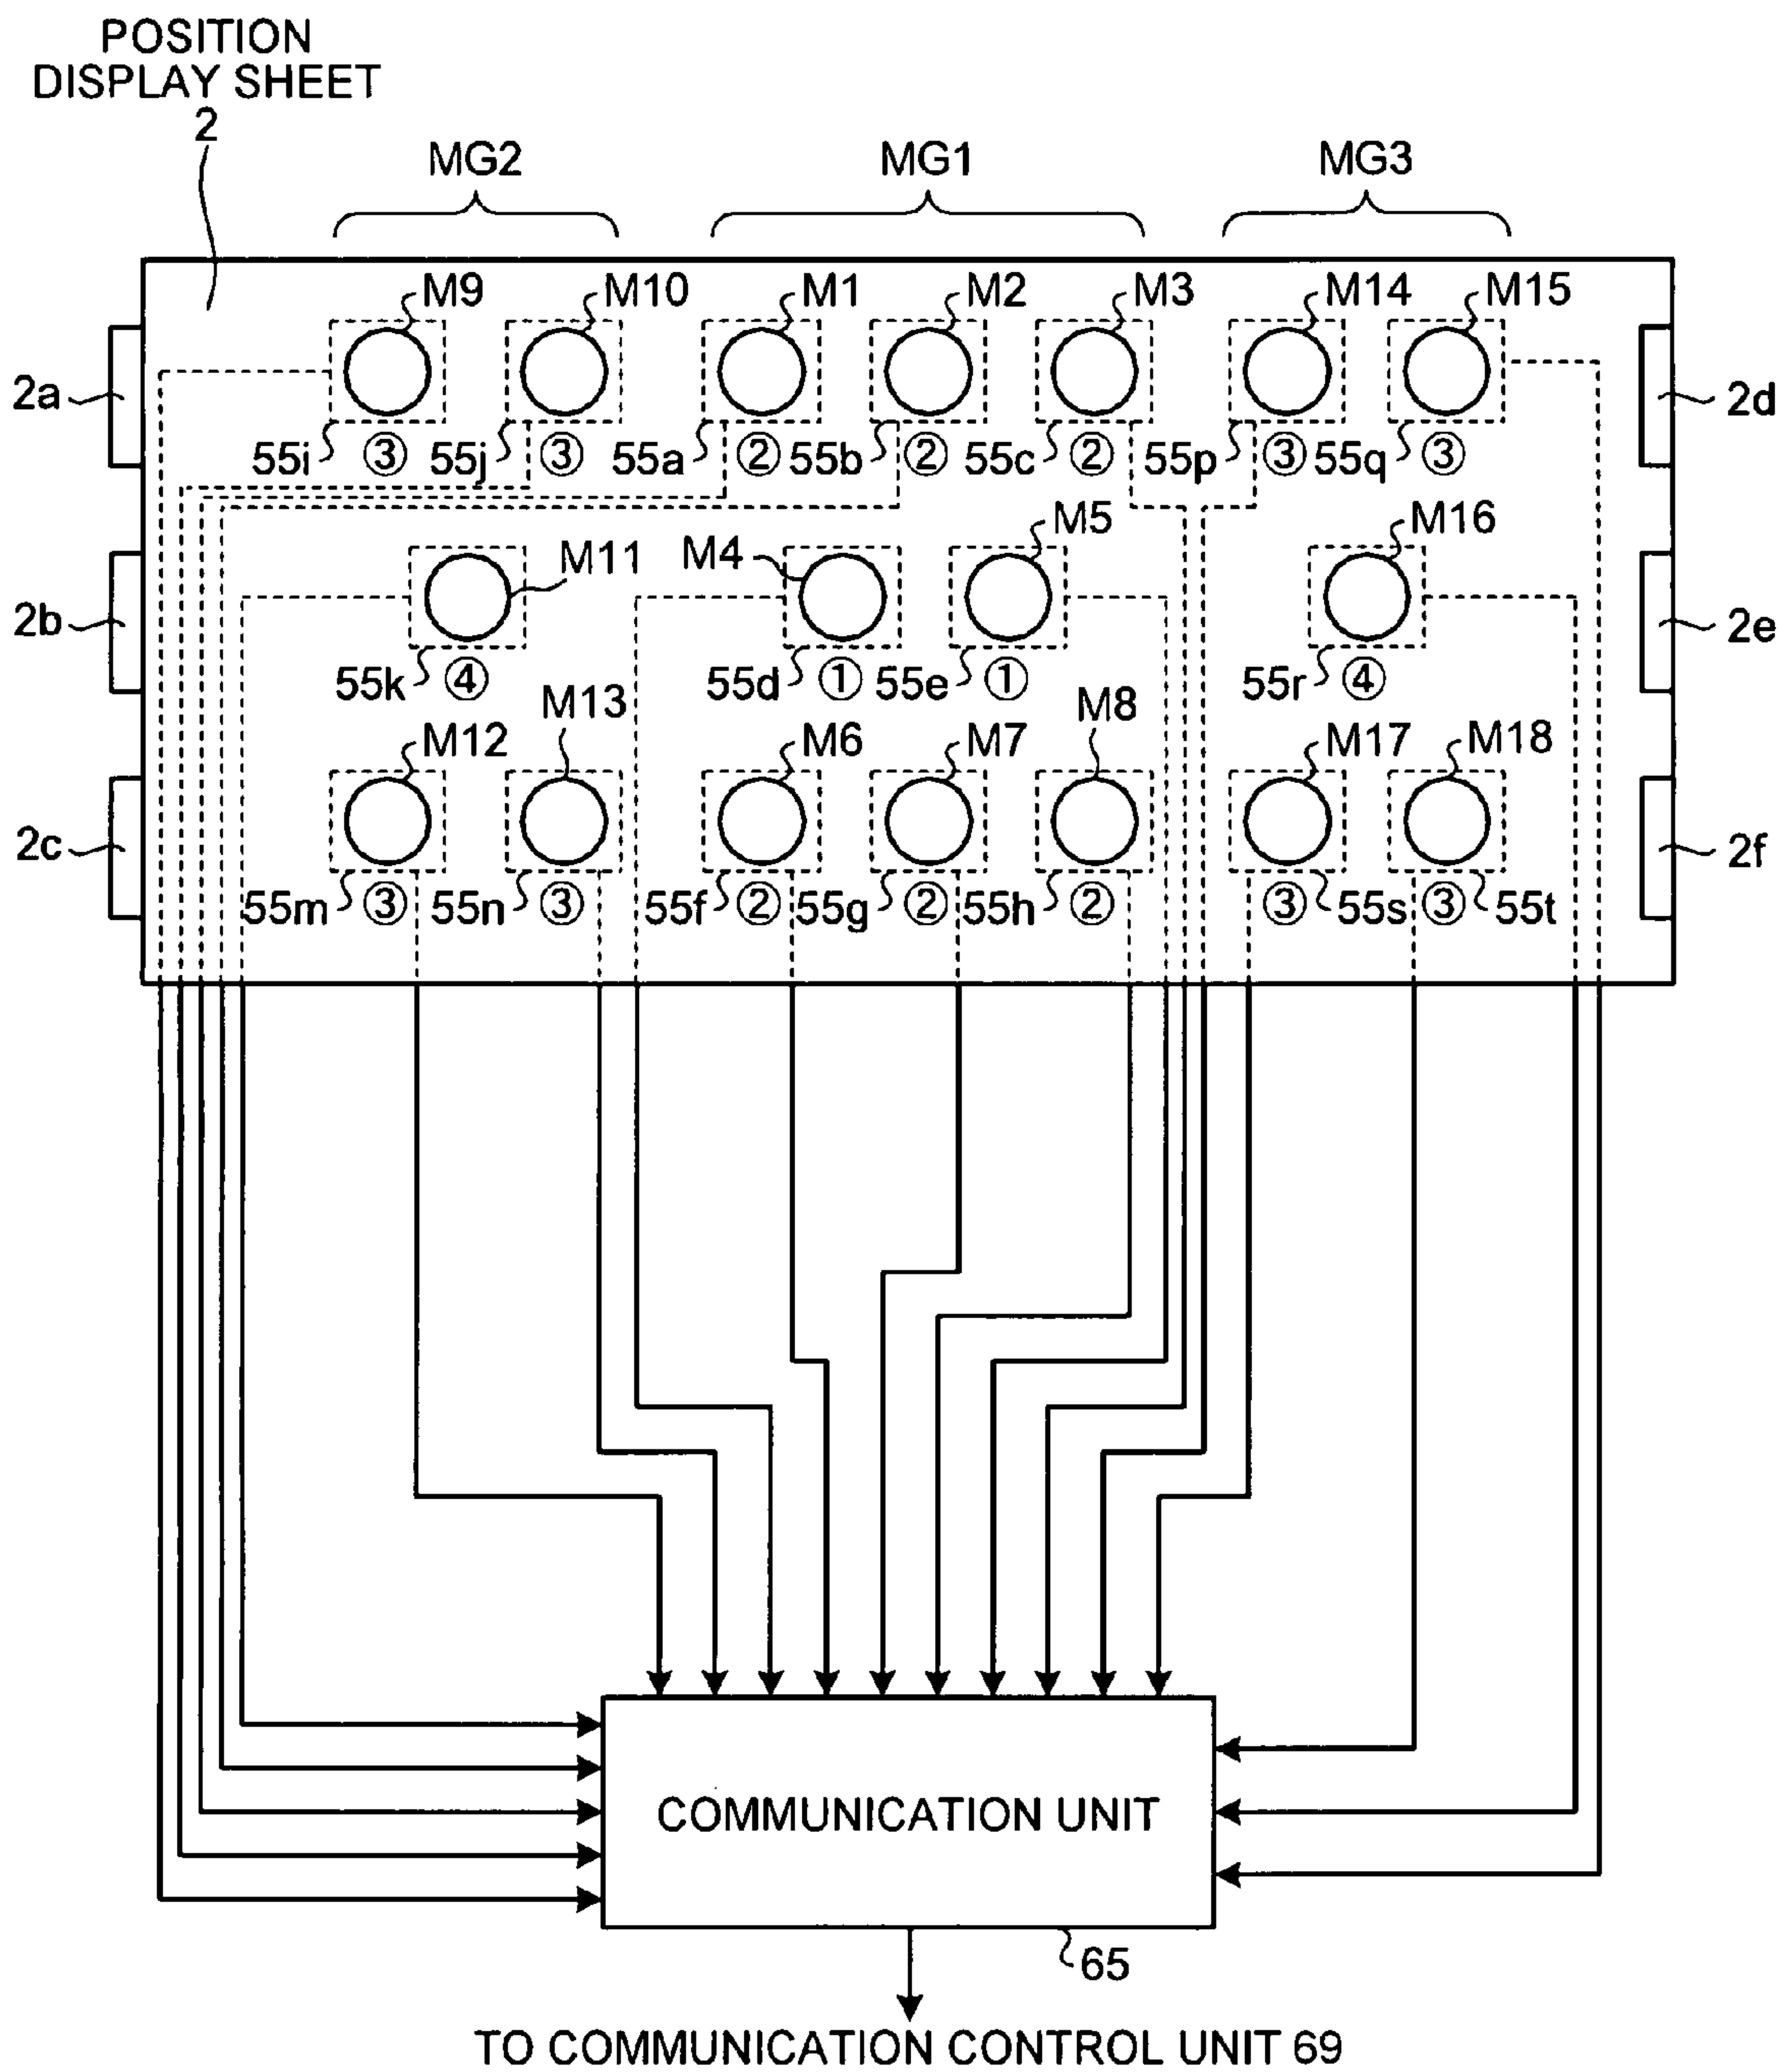 POSITION
DISPLAY SHEET
2
MG2 MG1 MG3
M9 M10 M1 M2 M3 M14 M15
2a 2d
55i ③ 55j ③ 55a ② 55b ② 55c ② 55p ③ 55q ③
M11 M4 M5 M16
2b 2e
55k ④ 55d ① 55e ① 55r ④
M12 M13 M6 M7 M8 M17 M18
2c 2f
55m ③ 55n ③ 55f ② 55g ② 55h ② ③ 55s ③ 55t
COMMUNICATION UNIT
65
TO COMMUNICATION CONTROL UNIT 69